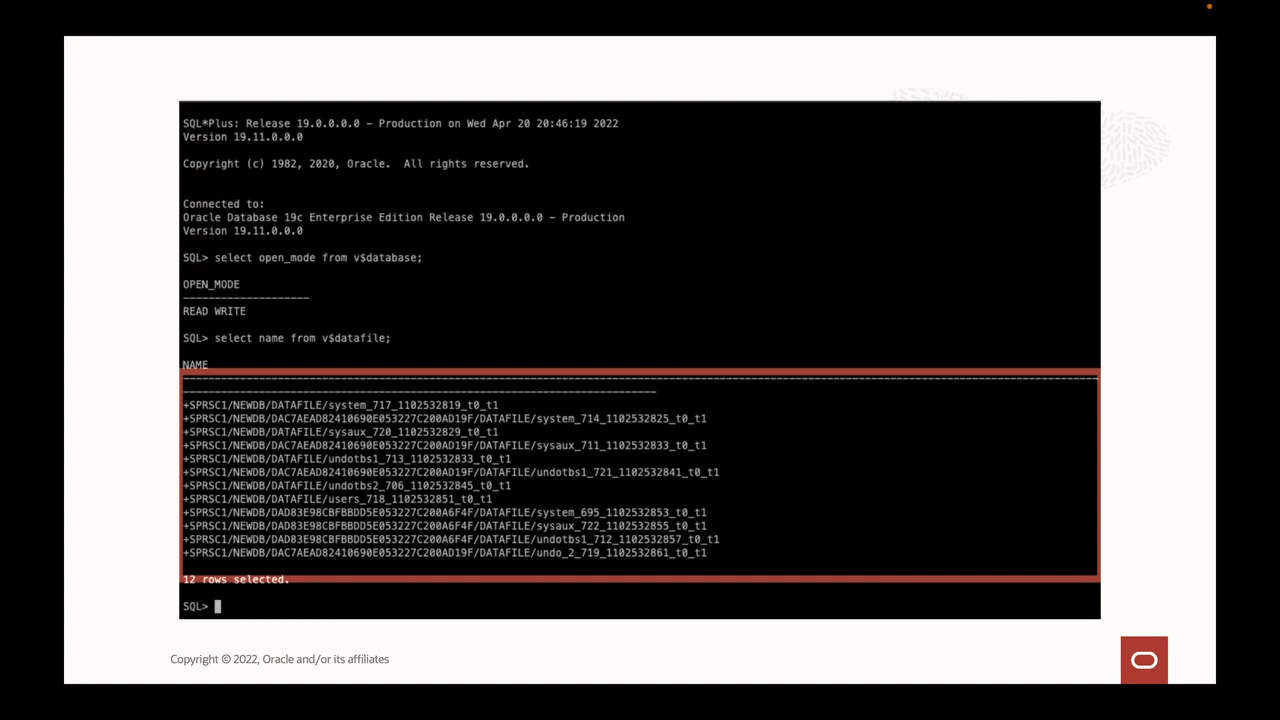 SQL*Plus: Release 19.0.0.0.0 – Production on Wed Apr 20 20:46:19 2022
Version 19.11.0.0.0
Copyright (c) 1982, 2020, Oracle.  All rights reserved.
Connected to:
Oracle Database 19c Enterprise Edition Release 19.0.0.0.0 – Production
Version 19.11.0.0.0
SQL> select open_mode from v$database;
OPEN_MODE
--------------------
READ WRITE
SQL> select name from v$datafile;
NAME
+SPRSC1/NEWDB/DATAFILE/system_717_1102532819_t0_t1
+SPRSC1/NEWDB/DAC7AEAD82410690E053227C200AD19F/DATAFILE/system_714_1102532825_t0_t1
+SPRSC1/NEWDB/DATAFILE/sysaux_720_1102532829_t0_t1
+SPRSC1/NEWDB/DAC7AEAD82410690E053227C200AD19F/DATAFILE/sysaux_711_1102532833_t0_t1
+SPRSC1/NEWDB/DATAFILE/undotbs1_713_1102532833_t0_t1
+SPRSC1/NEWDB/DAC7AEAD82410690E053227C200AD19F/DATAFILE/undotbs1_721_1102532841_t0_t1
+SPRSC1/NEWDB/DATAFILE/undotbs2_706_1102532845_t0_t1
+SPRSC1/NEWDB/DATAFILE/users_718_1102532851_t0_t1
+SPRSC1/NEWDB/DAD83E98CBFBBDD5E053227C200A6F4F/DATAFILE/system_695_1102532853_t0_t1
+SPRSC1/NEWDB/DAD83E98CBFBBDD5E053227C200A6F4F/DATAFILE/sysaux_722_1102532855_t0_t1
+SPRSC1/NEWDB/DAD83E98CBFBBDD5E053227C200A6F4F/DATAFILE/undotbs1_712_1102532857_t0_t1
+SPRSC1/NEWDB/DAC7AEAD82410690E053227C200AD19F/DATAFILE/undo_2_719_1102532861_t0_t1
12 rows selected.
SQL>
Copyright © 2022, Oracle and/or its affiliates